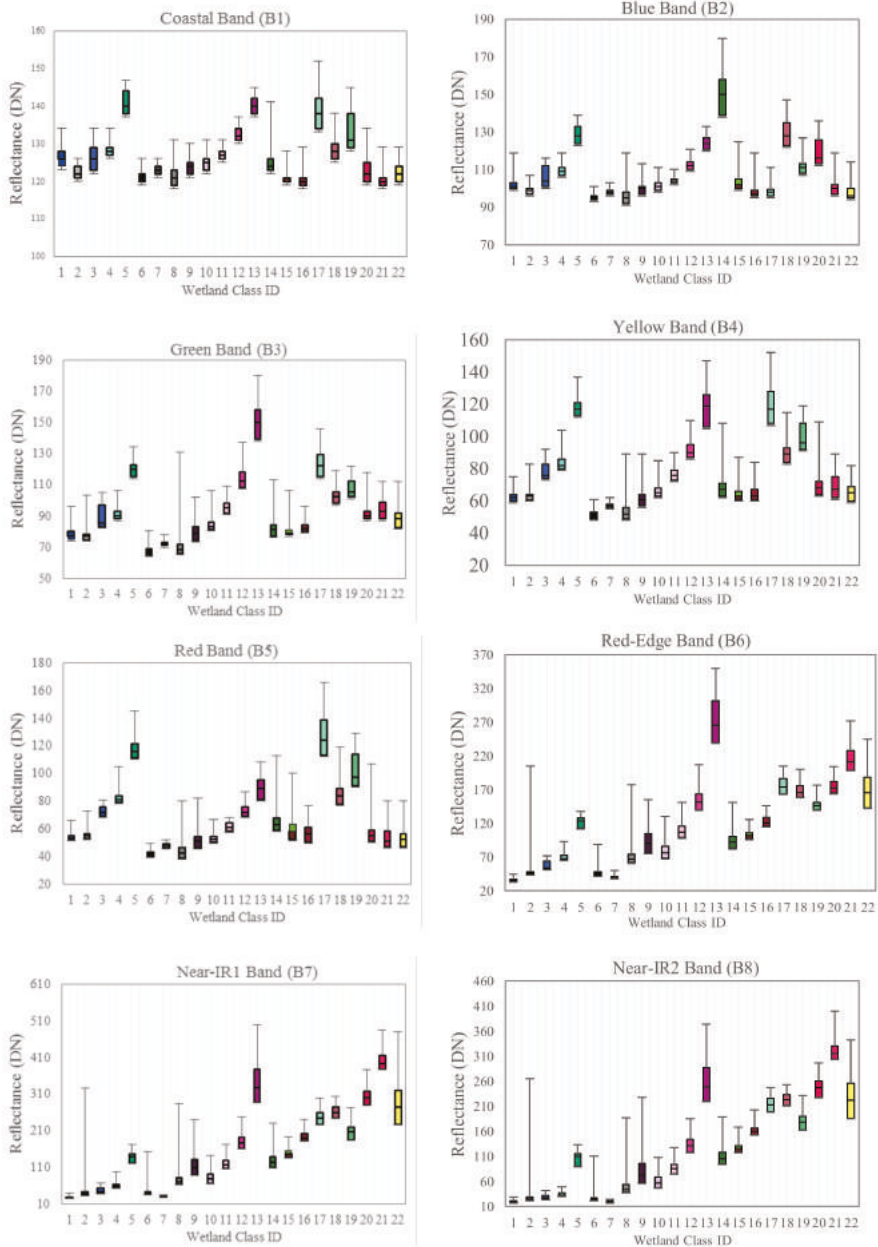 Coastal Band (B1)
Reflectance (DN)
160
150
140
130
120
110
100
1 2 3 4 5 6 7 8 9 10 11 12 13 14 15 16 17 18 19 20 21 22
Wetland Class ID
Blue Band (B2)
Reflectance (DN)
190
170
150
130
110
90
70
1 2 3 4 5 6 7 8 9 10 11 12 13 14 15 16 17 18 19 20 21 22
Wetland Class ID
Green Band (B3)
Reflectance (DN)
190
170
150
130
110
90
70
50
1 2 3 4 5 6 7 8 9 10 11 12 13 14 15 16 17 18 19 20 21 22
Wetland Class ID
Yellow Band (B4)
Reflectance (DN)
160
140
120
100
80
60
40
20
1 2 3 4 5 6 7 8 9 10 11 12 13 14 15 16 17 18 19 20 21 22
Wetland Class ID
Red Band (B5)
Reflectance (DN)
180
160
140
120
100
80
60
40
20
1 2 3 4 5 6 7 8 9 10 11 12 13 14 15 16 17 18 19 20 21 22
Wetland Class ID
Red-Edge Band (B6)
Reflectance (DN)
370
320
270
220
170
120
70
20
1 2 3 4 5 6 7 8 9 10 11 12 13 14 15 16 17 18 19 20 21 22
Wetland Class ID
Near-IR1 Band (B7)
Reflectance (DN)
610
510
410
310
210
110
10
1 2 3 4 5 6 7 8 9 10 11 12 13 14 15 16 17 18 19 20 21 22
Wetland Class ID
Near-IR2 Band (B8)
Reflectance (DN)
460
410
360
310
260
210
160
110
60
10
1 2 3 4 5 6 7 8 9 10 11 12 13 14 15 16 17 18 19 20 21 22
Wetland Class ID